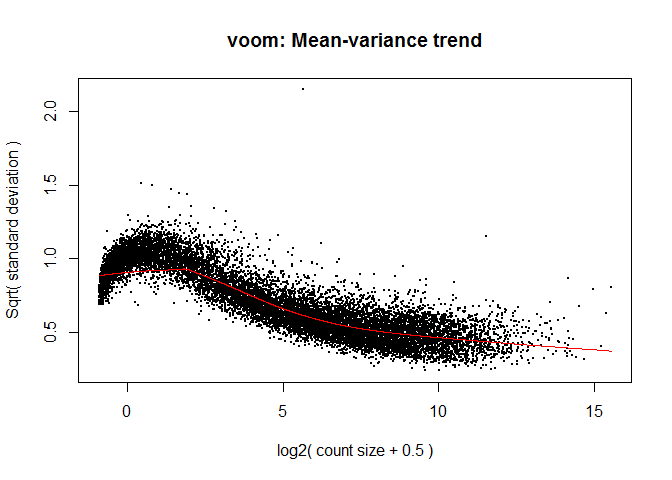 voom: Mean-variance trend
Sqrt( standard deviation )
2.0
1.5
1.0
0.5
0 5 10 15
log2( count size + 0.5 )